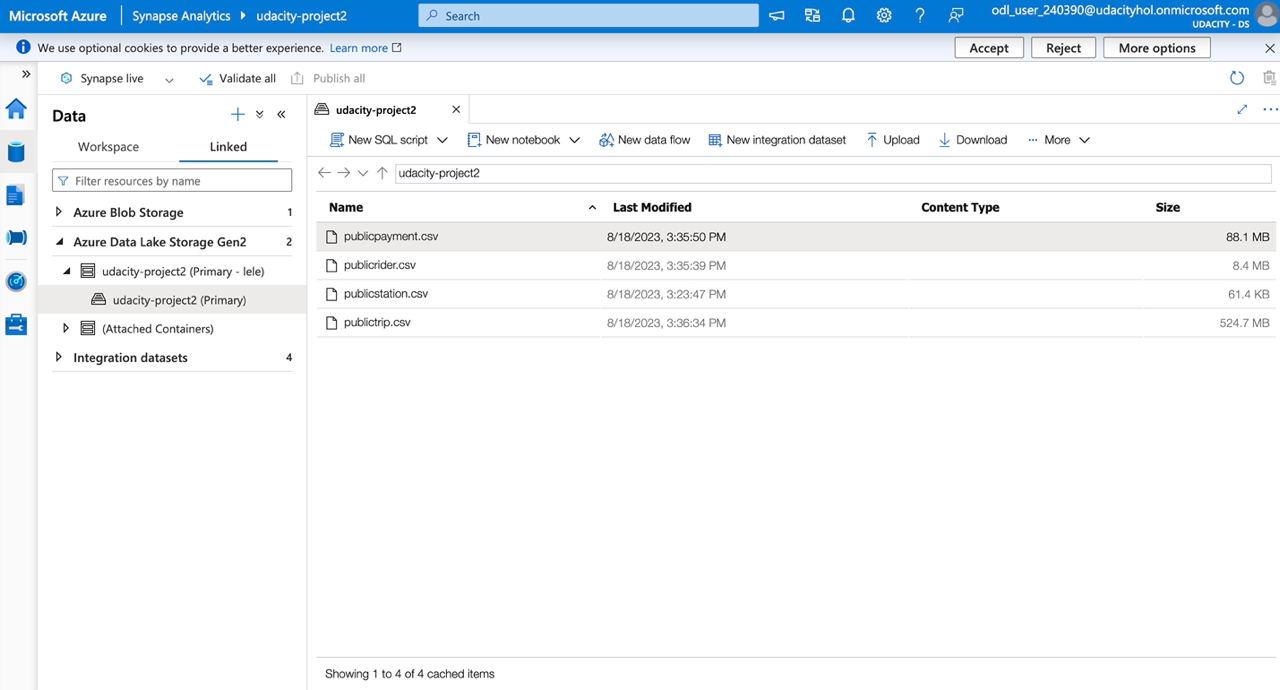 Microsoft Azure Synapse Analytics udacity-project2 Search odl_user_240390@udacityhol.onmicrosoft.com
UDACITY - DS
We use optional cookies to provide a better experience. Learn more Accept Reject More options
Synapse live Validate all Publish all
Data
Workspace Linked
Filter resources by name
Azure Blob Storage 1
Azure Data Lake Storage Gen2 2
udacity-project2 (Primary - lele)
udacity-project2 (Primary)
(Attached Containers)
Integration datasets 4
udacity-project2
New SQL script New notebook New data flow New integration dataset Upload Download More
udacity-project2
Name Last Modified Content Type Size
publicpayment.csv 8/18/2023, 3:35:50 PM 88.1 MB
publicrider.csv 8/18/2023, 3:35:39 PM 8.4 MB
publicstation.csv 8/18/2023, 3:23:47 PM 61.4 KB
publictrip.csv 8/18/2023, 3:36:34 PM 524.7 MB
Showing 1 to 4 of 4 cached items